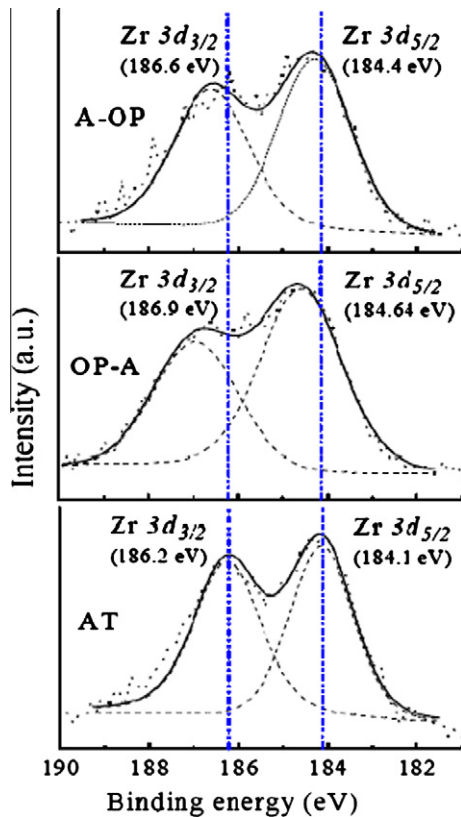 Zr 3d3/2
(186.6 eV)
Zr 3d5/2
(184.4 eV)
A-OP
Zr 3d3/2
(186.9 eV)
Zr 3d5/2
(184.64 eV)
OP-A
Zr 3d3/2
(186.2 eV)
Zr 3d5/2
(184.1 eV)
AT
Intensity (a. u.)
190 188 186 184 182
Binding energy (eV)